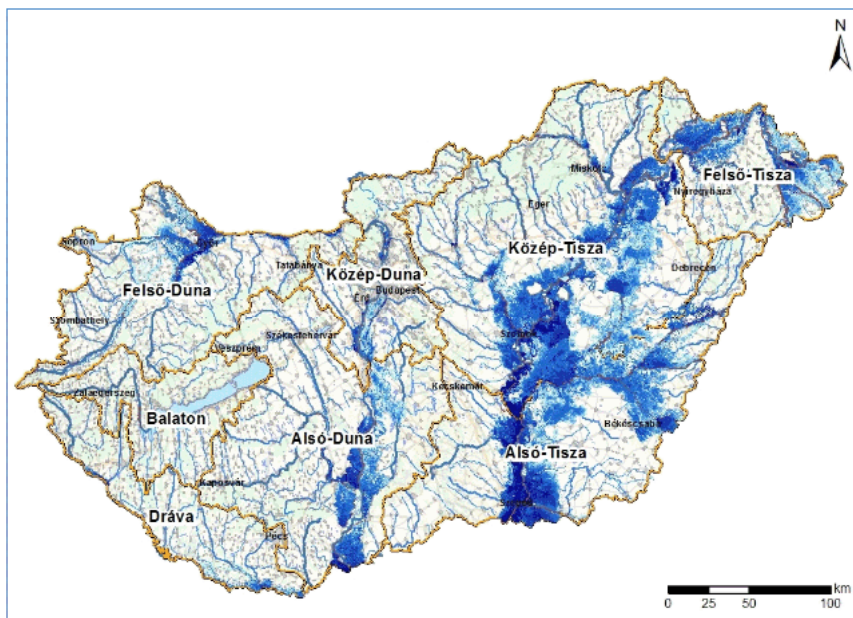 N
Miskolc
Felső-Tisza
Nyíregyháza
Eger
Sopron
Győr
Közép-Tisza
Tatabánya
Közép-Duna
Debrecen
Felső-Duna
Budapest
Érd
Szombathely
Székesfehérvár
Szolnok
Veszprém
Kecskemét
Zalaegerszeg
Balaton
Békéscsaba
Alsó-Duna
Alsó-Tisza
Kaposvár
Szeged
Dráva
Pécs
km
0 25 50 100